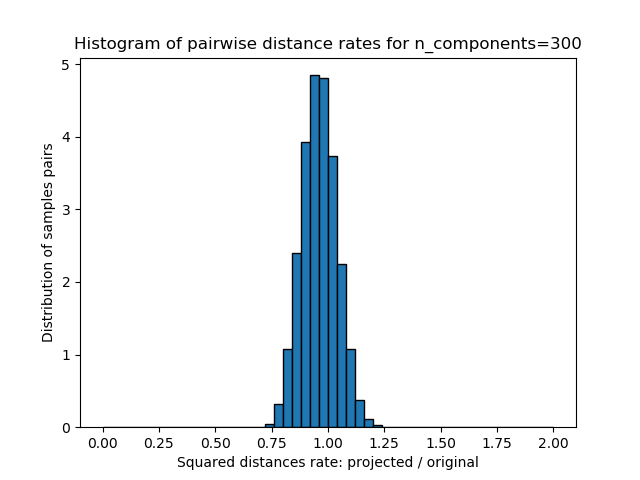 Histogram of pairwise distance rates for n_components=300
5
4
3
2
1
0
Distribution of samples pairs
0.00 0.25 0.50 0.75 1.00 1.25 1.50 1.75 2.00
Squared distances rate: projected / original